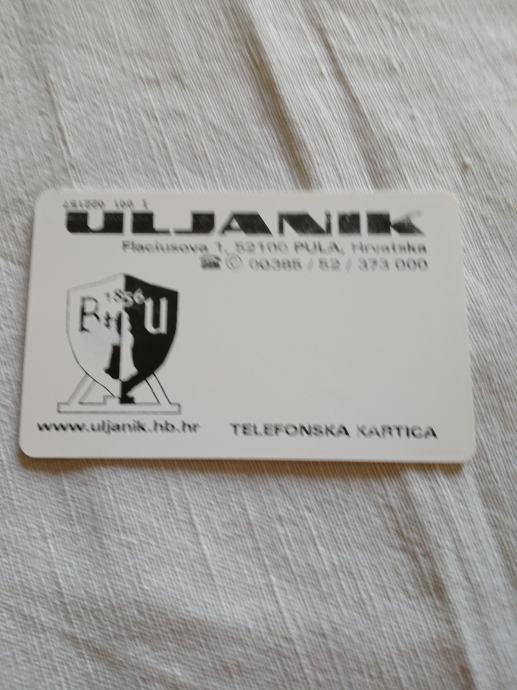 ULJANIK
Flaciusova 1, 52100 PULA, Hrvatska
☎ © 00385 / 52 / 373 000
1856
B U
www.uljanik.hb.hr
TELEFONSKA KARTICA